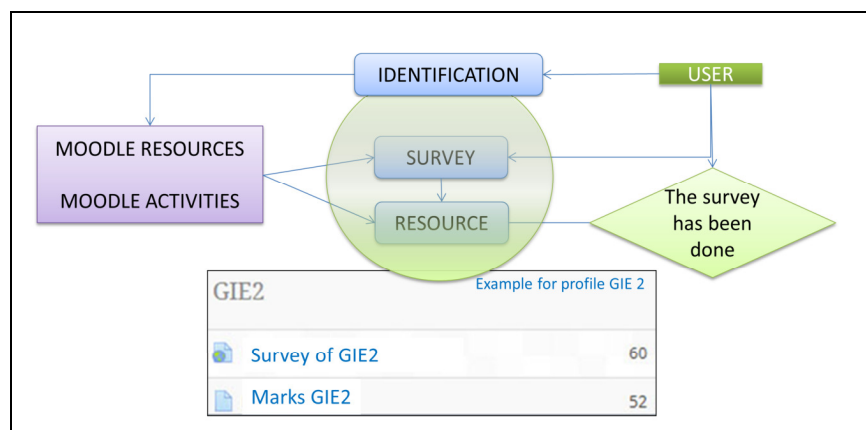 IDENTIFICATION
USER
MOODLE RESOURCES
MOODLE ACTIVITIES
SURVEY
RESOURCE
The survey
has been
done
GIE2
Example for profile GIE 2
Survey of GIE2
60
Marks GIE2
52